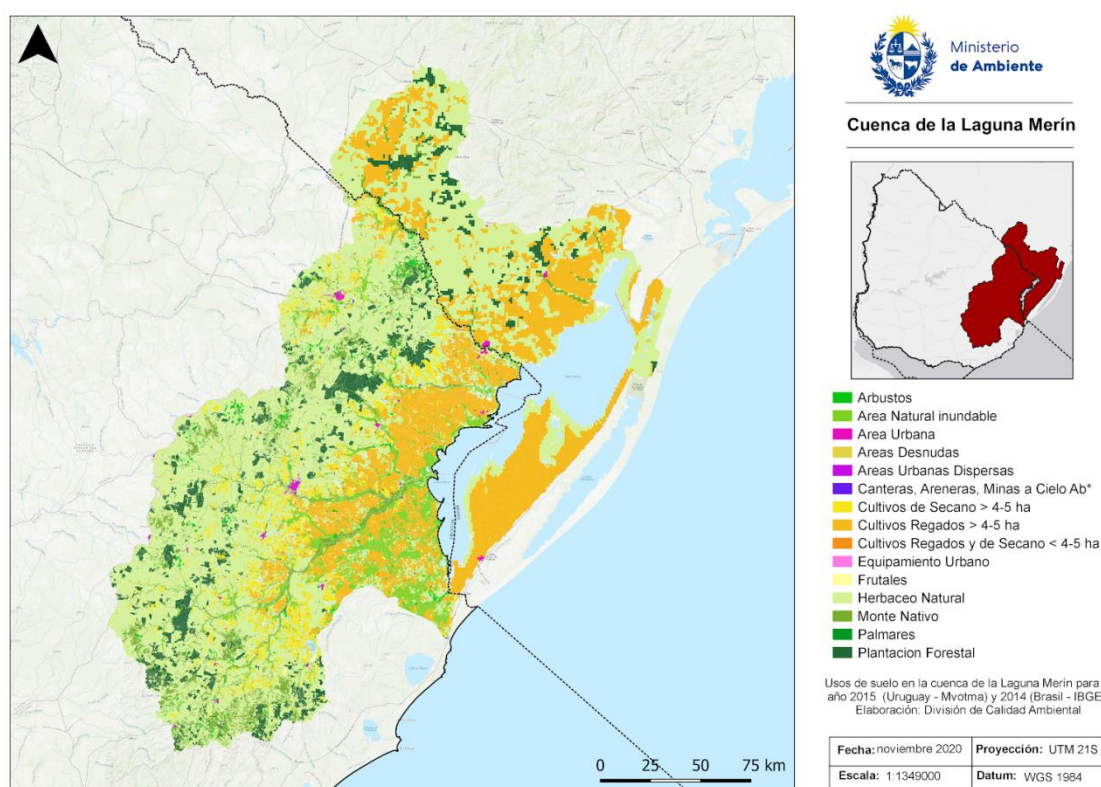 Ministerio
de Ambiente
Cuenca de la Laguna Merín
Arbustos
Area Natural inundable
Area Urbana
Areas Desnudas
Areas Urbanas Dispersas
Canteras, Areneras, Minas a Cielo Ab*
Cultivos de Secano > 4-5 ha
Cultivos Regados > 4-5 ha
Cultivos Regados y de Secano < 4-5 ha
Equipamiento Urbano
Frutales
Herbaceo Natural
Monte Nativo
Palmares
Plantacion Forestal
Usos de suelo en la cuenca de la Laguna Merin para
año 2015 (Uruguay - Mvotma) y 2014 (Brasil - IBGE
Elaboración: División de Calidad Ambiental
Fecha: noviembre 2020 Proyección: UTM 21S
Escala: 1:1349000 Datum: WGS 1984
0 25 50 75 km